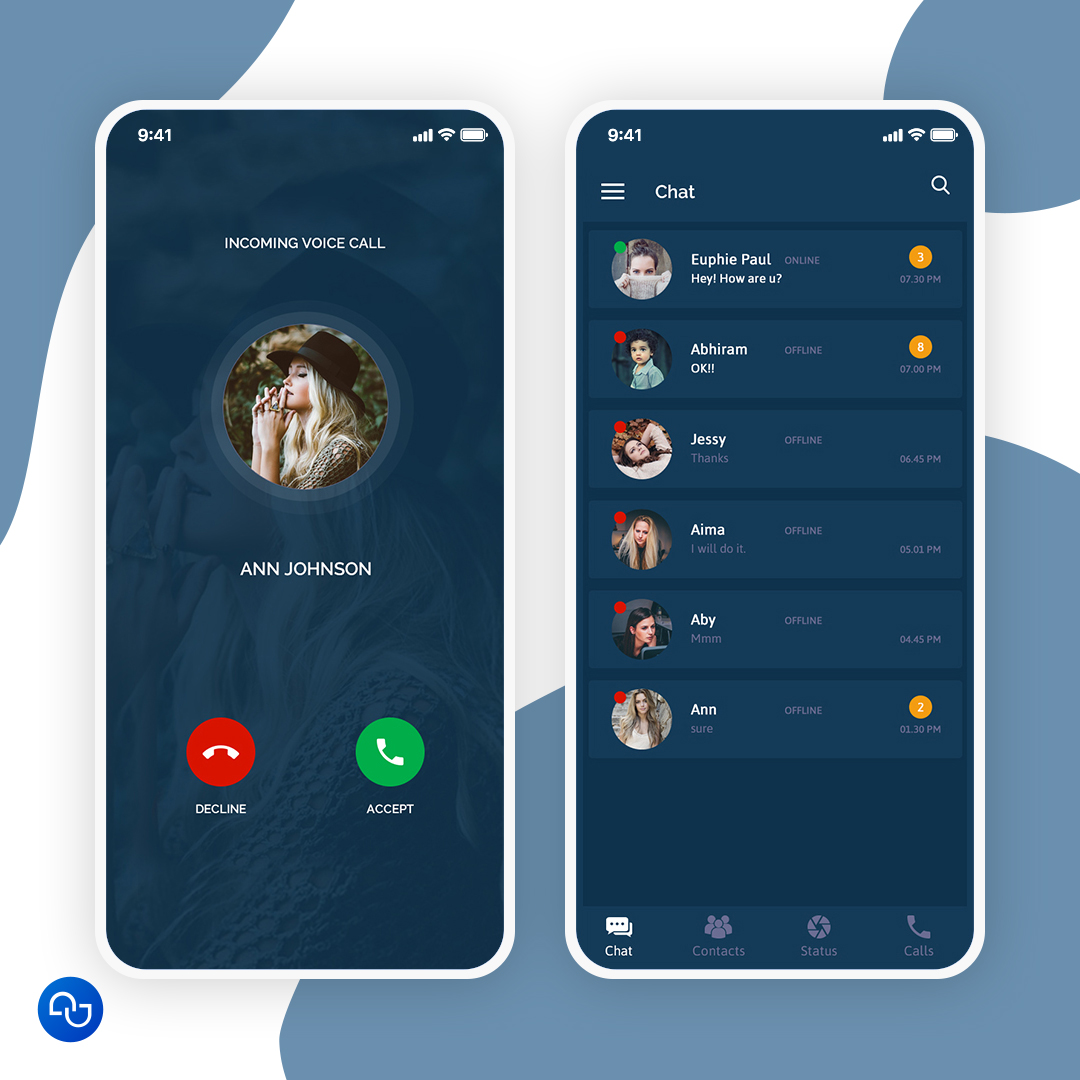 9:41
INCOMING VOICE CALL
ANN JOHNSON
DECLINE
ACCEPT
9:41
Chat
Euphie Paul ONLINE 3
Hey! How are u? 07.30 PM
Abhiram OFFLINE 8
OK!! 07.00 PM
Jessy OFFLINE
Thanks 06.45 PM
Aima OFFLINE
I will do it. 05.01 PM
Aby OFFLINE
Mmm 04.45 PM
Ann OFFLINE 2
sure 01.30 PM
Chat Contacts Status Calls